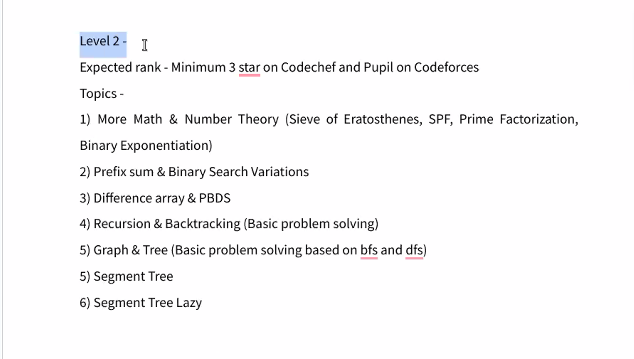 Level 2 -
Expected rank - Minimum 3 star on Codechef and Pupil on Codeforces
Topics -
1) More Math & Number Theory (Sieve of Eratosthenes, SPF, Prime Factorization,
Binary Exponentiation)
2) Prefix sum & Binary Search Variations
3) Difference array & PBDS
4) Recursion & Backtracking (Basic problem solving)
5) Graph & Tree (Basic problem solving based on bfs and dfs)
5) Segment Tree
6) Segment Tree Lazy